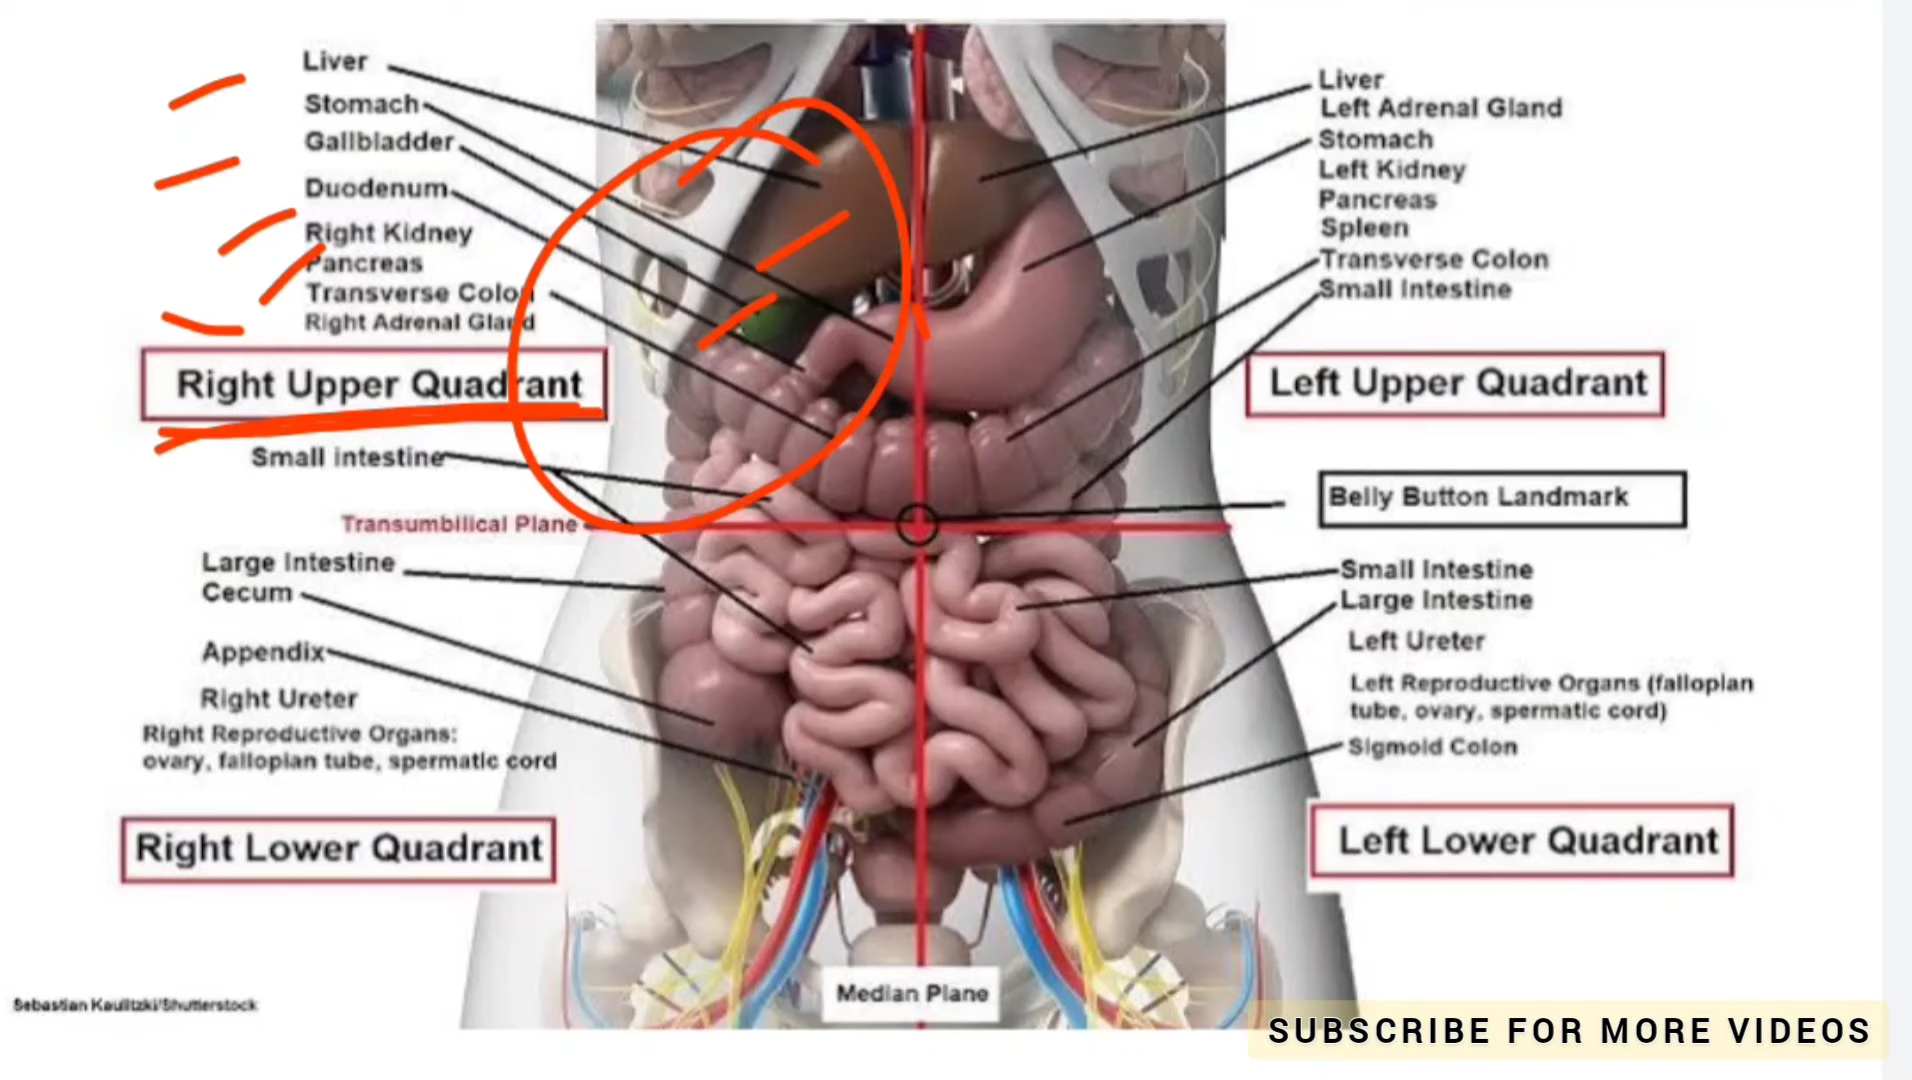 Liver
Stomach
Gallbladder
Duodenum
Right Kidney
Pancreas
Transverse Colon
Right Adrenal Gland
Right Upper Quadrant
Small intestine
Transumbilical Plane
Large Intestine
Cecum
Appendix
Right Ureter
Right Reproductive Organs:
ovary, fallopian tube, spermatic cord
Right Lower Quadrant
Liver
Left Adrenal Gland
Stomach
Left Kidney
Pancreas
Spleen
Transverse Colon
Small Intestine
Left Upper Quadrant
Belly Button Landmark
Small Intestine
Large Intestine
Left Ureter
Left Reproductive Organs (fallopian
tube, ovary, spermatic cord)
Sigmoid Colon
Left Lower Quadrant
Median Plane
Sebastian Kaulitzki/Shutterstock
SUBSCRIBE FOR MORE VIDEOS